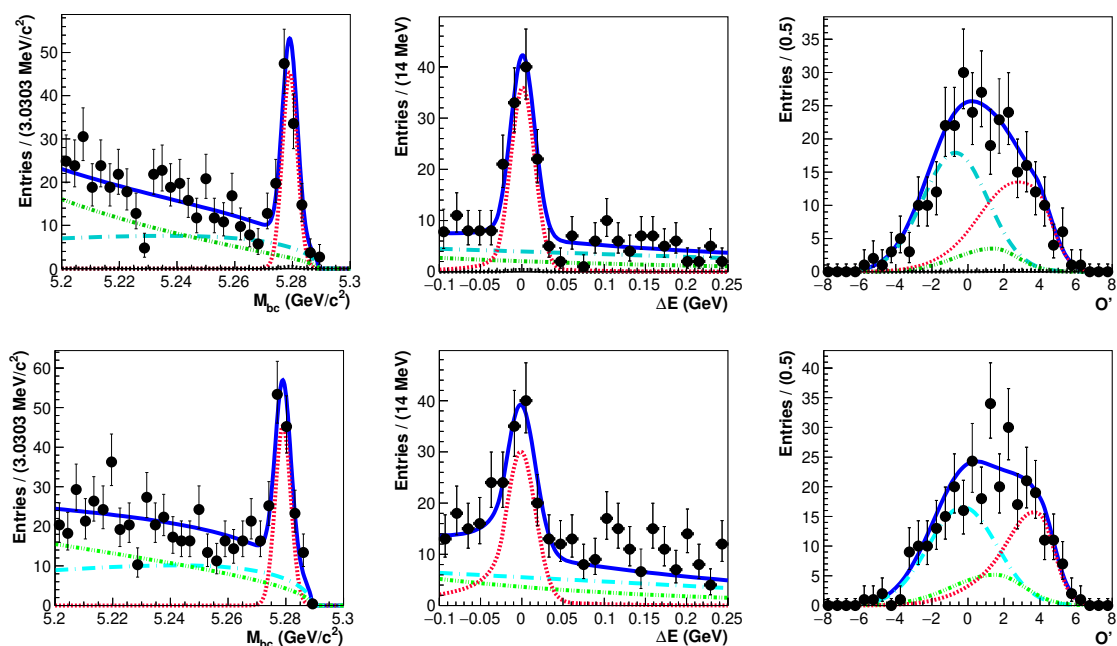 Entries / (3.0303 MeV/c²)
50
40
30
20
10
0
5.2 5.22 5.24 5.26 5.28 5.3
M_bc (GeV/c²)
Entries / (14 MeV)
50
40
30
20
10
0
−0.1 −0.05 0 0.05 0.1 0.15 0.2 0.25
ΔE (GeV)
Entries / (0.5)
35
30
25
20
15
10
5
0
−8 −6 −4 −2 0 2 4 6 8
O'
Entries / (3.0303 MeV/c²)
60
50
40
30
20
10
0
5.2 5.22 5.24 5.26 5.28 5.3
M_bc (GeV/c²)
Entries / (14 MeV)
50
40
30
20
10
0
−0.1 −0.05 0 0.05 0.1 0.15 0.2 0.25
ΔE (GeV)
Entries / (0.5)
40
35
30
25
20
15
10
5
0
−8 −6 −4 −2 0 2 4 6 8
O'